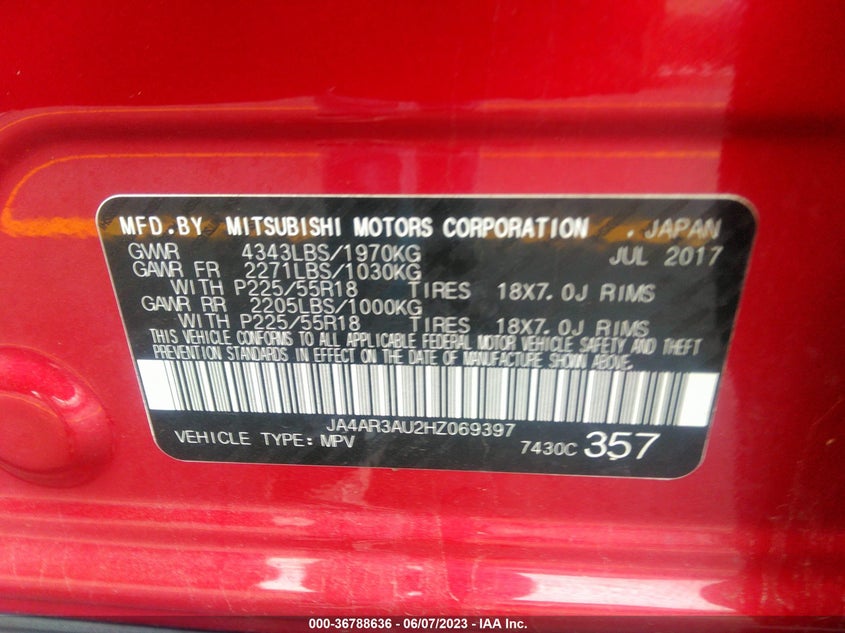 MFD.BY MITSUBISHI MOTORS CORPORATION . JAPAN
GVWR 4343LBS/1970KG JUL 2017
GAWR FR 2271LBS/1030KG
WITH P225/55R18 TIRES 18X7.0J RIMS
GAWR RR 2205LBS/1000KG
WITH P225/55R18 TIRES 18X7.0J RIMS
THIS VEHICLE CONFORMS TO ALL APPLICABLE FEDERAL MOTOR VEHICLE SAFETY AND THEFT
PREVENTION STANDARDS IN EFFECT ON THE DATE OF MANUFACTURE SHOWN ABOVE.
JA4AR3AU2HZ069397
VEHICLE TYPE:MPV 7430C 357
000-36788636 - 06/07/2023 - IAA Inc.